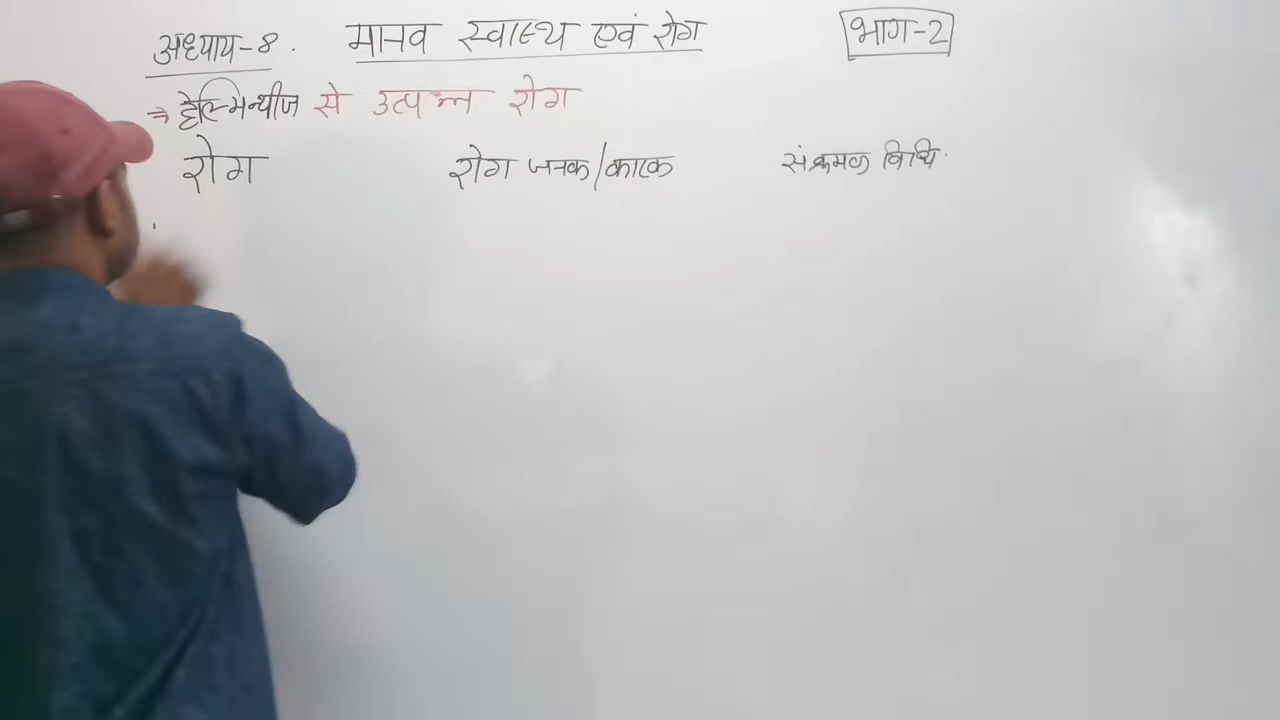 अध्याय-8. मानव स्वास्थ्य एवं रोग भाग-2
⇒ हेल्मिन्थीज से उत्पन्न रोग
रोग रोग जनक/कारक संक्रमण विधि.